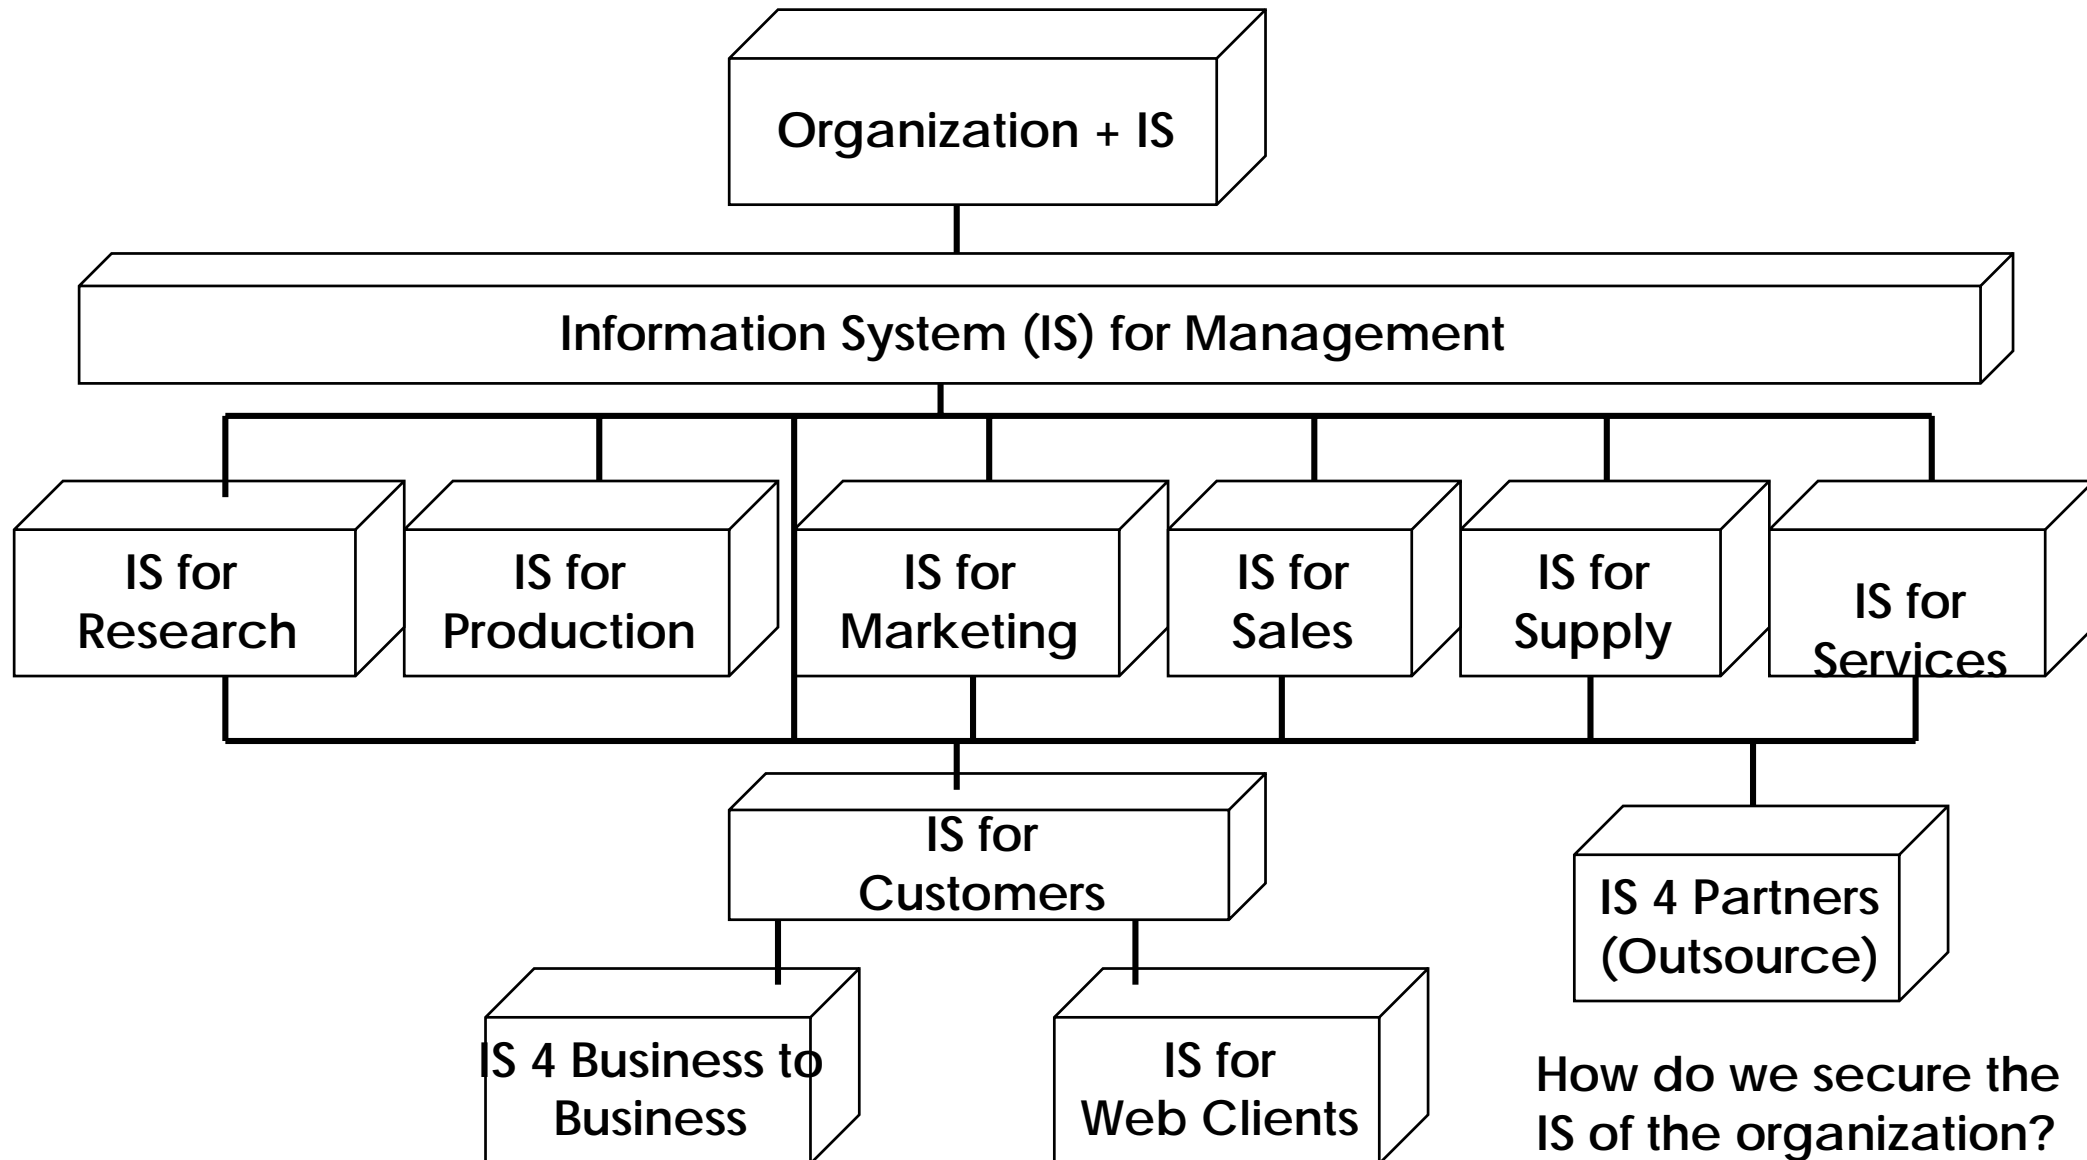 Organization + IS
Information System (IS) for Management
IS for
Research
IS for
Production
IS for
Marketing
IS for
Sales
IS for
Supply
IS for
Services
IS for
Customers
IS 4 Partners
(Outsource)
IS 4 Business to
Business
IS for
Web Clients
How do we secure the
IS of the organization?